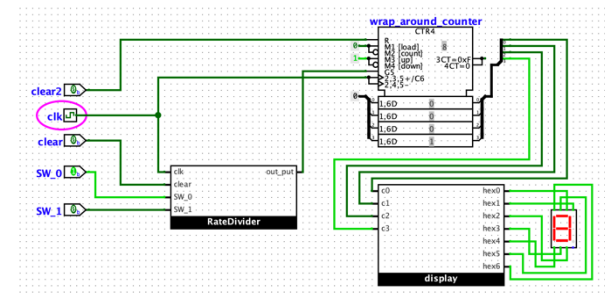 wrap_around_counter
CTR4
R
M1 [load]
8
M2 [count]
M3 [up]
M4 [down]
3CT=0xF
4CT=0
G5
2,3,5+/C6
2,4,5-
0
1
0
1,6D 0
1,6D 0
1,6D 0
1,6D 1
clear2
clk
clear
SW_0
SW_1
clk
clear
SW_0
SW_1
out_put
RateDivider
c0
c1
c2
c3
hex0
hex1
hex2
hex3
hex4
hex5
hex6
display
8